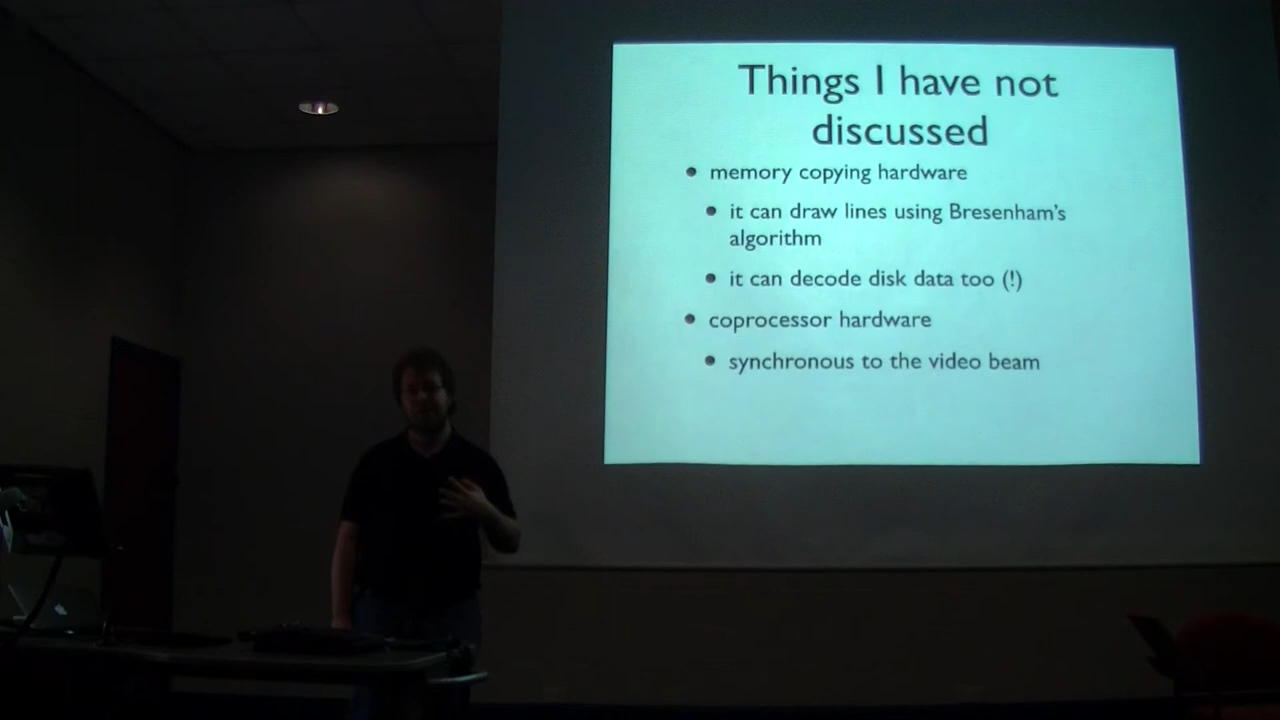 Things I have not
discussed
• memory copying hardware
• it can draw lines using Bresenham's
algorithm
• it can decode disk data too (!)
• coprocessor hardware
• synchronous to the video beam